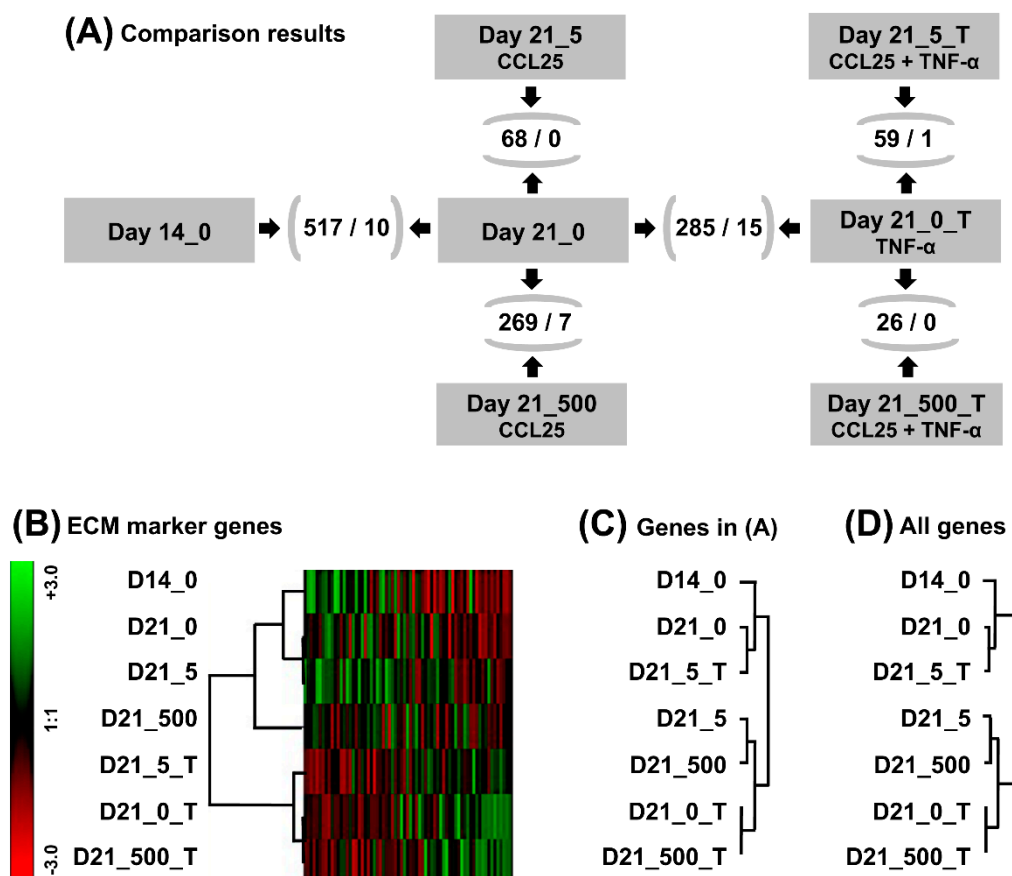 (A) Comparison results
Day 21_5
CCL25
Day 21_5_T
CCL25 + TNF-α
68 / 0
59 / 1
Day 14_0
517 / 10
Day 21_0
285 / 15
Day 21_0_T
TNF-α
269 / 7
26 / 0
Day 21_500
CCL25
Day 21_500_T
CCL25 + TNF-α
(B) ECM marker genes
+3.0
1:1
-3.0
D14_0
D21_0
D21_5
D21_500
D21_5_T
D21_0_T
D21_500_T
(C) Genes in (A)
D14_0
D21_0
D21_5_T
D21_5
D21_500
D21_0_T
D21_500_T
(D) All genes
D14_0
D21_0
D21_5_T
D21_5
D21_500
D21_0_T
D21_500_T